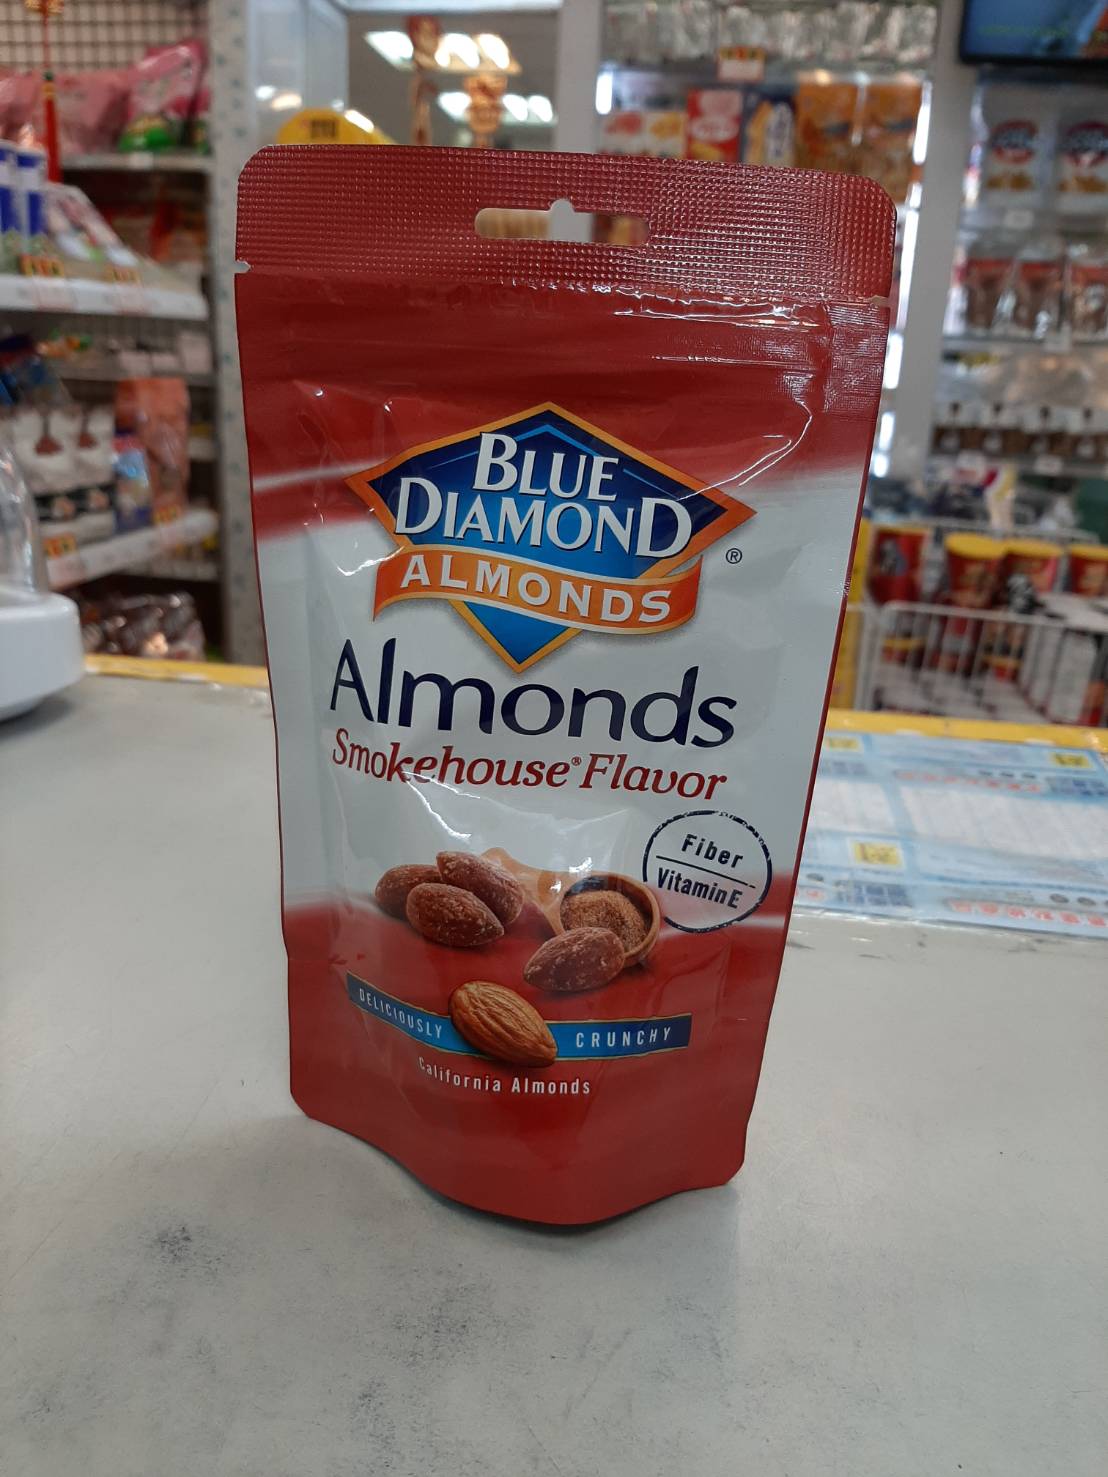 BLUE
DIAMOND
®
ALMONDS
Almonds
Smokehouse® Flavor
Fiber
Vitamin E
DELICIOUSLY CRUNCHY
California Almonds